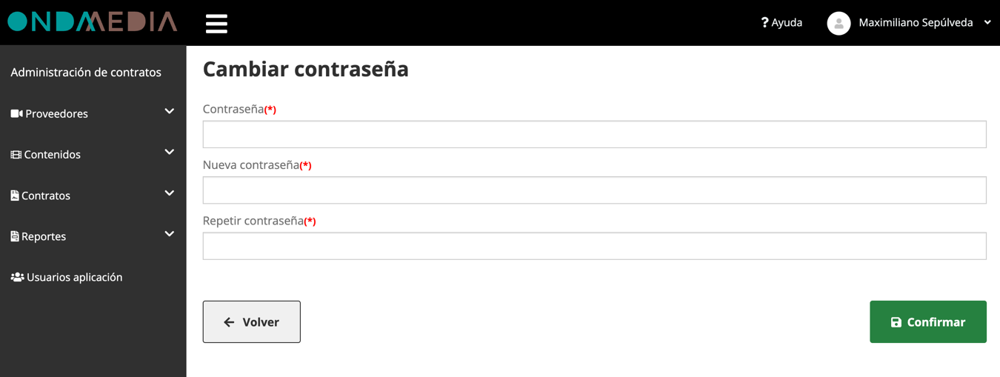 ONDAMEDIA
? Ayuda
Maximiliano Sepúlveda
Administración de contratos
Proveedores
Contenidos
Contratos
Reportes
Usuarios aplicación
Cambiar contraseña
Contraseña(*)
Nueva contraseña(*)
Repetir contraseña(*)
Volver
Confirmar